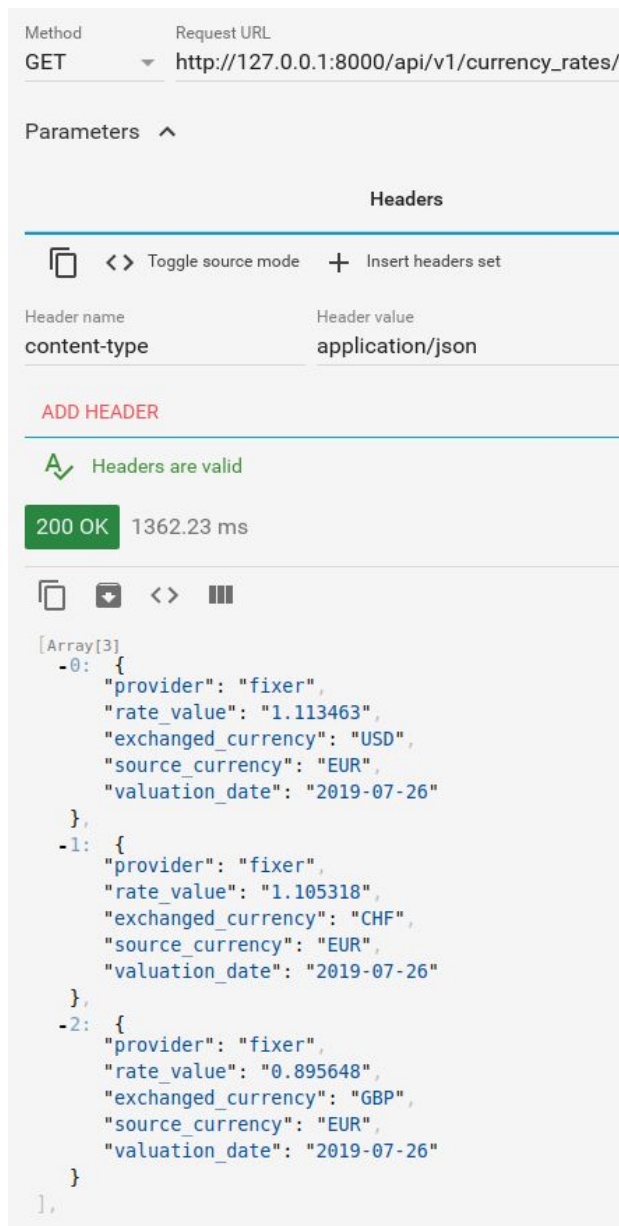 Method Request URL
GET http://127.0.0.1:8000/api/v1/currency_rates/
Parameters
Headers
Toggle source mode Insert headers set
Header name Header value
content-type application/json
ADD HEADER
Headers are valid
200 OK 1362.23 ms
[Array[3]
-0: {
"provider": "fixer",
"rate_value": "1.113463",
"exchanged_currency": "USD",
"source_currency": "EUR",
"valuation_date": "2019-07-26"
},
-1: {
"provider": "fixer",
"rate_value": "1.105318",
"exchanged_currency": "CHF",
"source_currency": "EUR",
"valuation_date": "2019-07-26"
},
-2: {
"provider": "fixer",
"rate_value": "0.895648",
"exchanged_currency": "GBP",
"source_currency": "EUR",
"valuation_date": "2019-07-26"
}
],